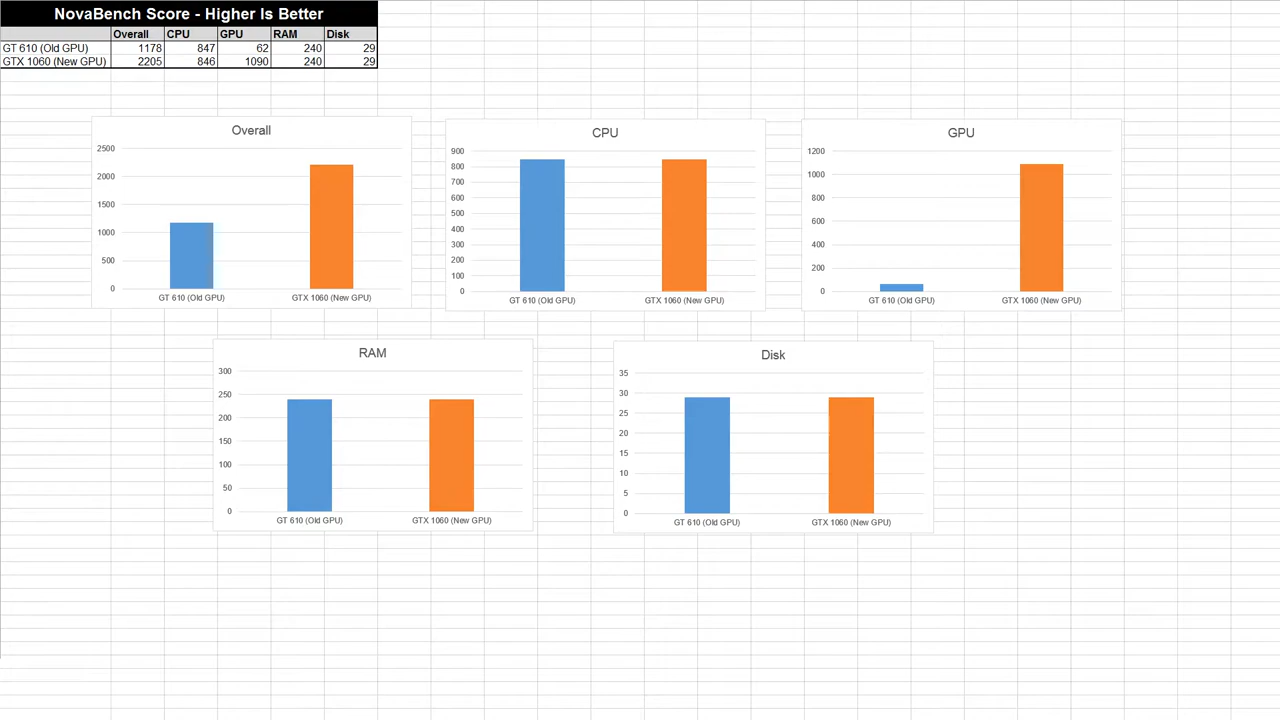 NovaBench Score - Higher Is Better
Overall CPU GPU RAM Disk
GT 610 (Old GPU) 1178 847 62 240 29
GTX 1060 (New GPU) 2205 846 1090 240 29
Overall
2500
2000
1500
1000
500
0
GT 610 (Old GPU) GTX 1060 (New GPU)
CPU
900
800
700
600
500
400
300
200
100
0
GT 610 (Old GPU) GTX 1060 (New GPU)
GPU
1200
1000
800
600
400
200
0
GT 610 (Old GPU) GTX 1060 (New GPU)
RAM
300
250
200
150
100
50
0
GT 610 (Old GPU) GTX 1060 (New GPU)
Disk
35
30
25
20
15
10
5
0
GT 610 (Old GPU) GTX 1060 (New GPU)